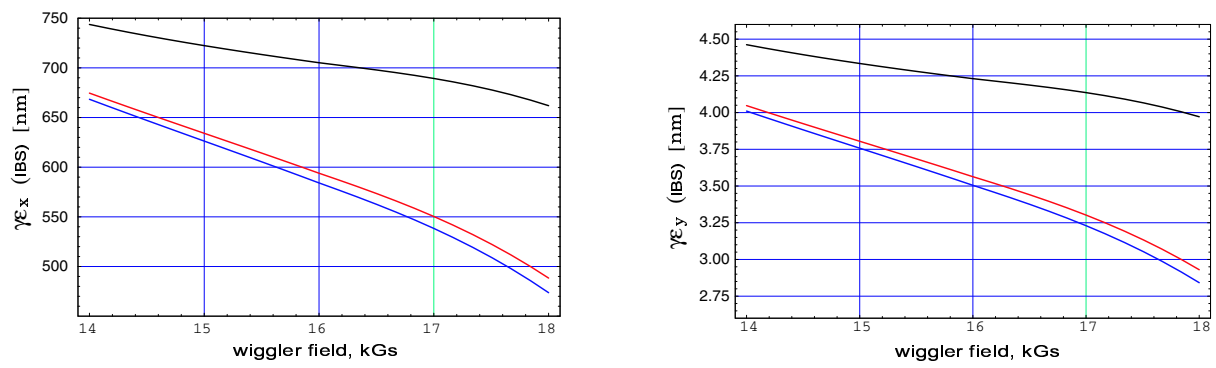 750
700
650
600
550
500
γεx (IBS) [nm]
14 15 16 17 18
wiggler field, kGs
4.50
4.25
4.00
3.75
3.50
3.25
3.00
2.75
γεy (IBS) [nm]
14 15 16 17 18
wiggler field, kGs